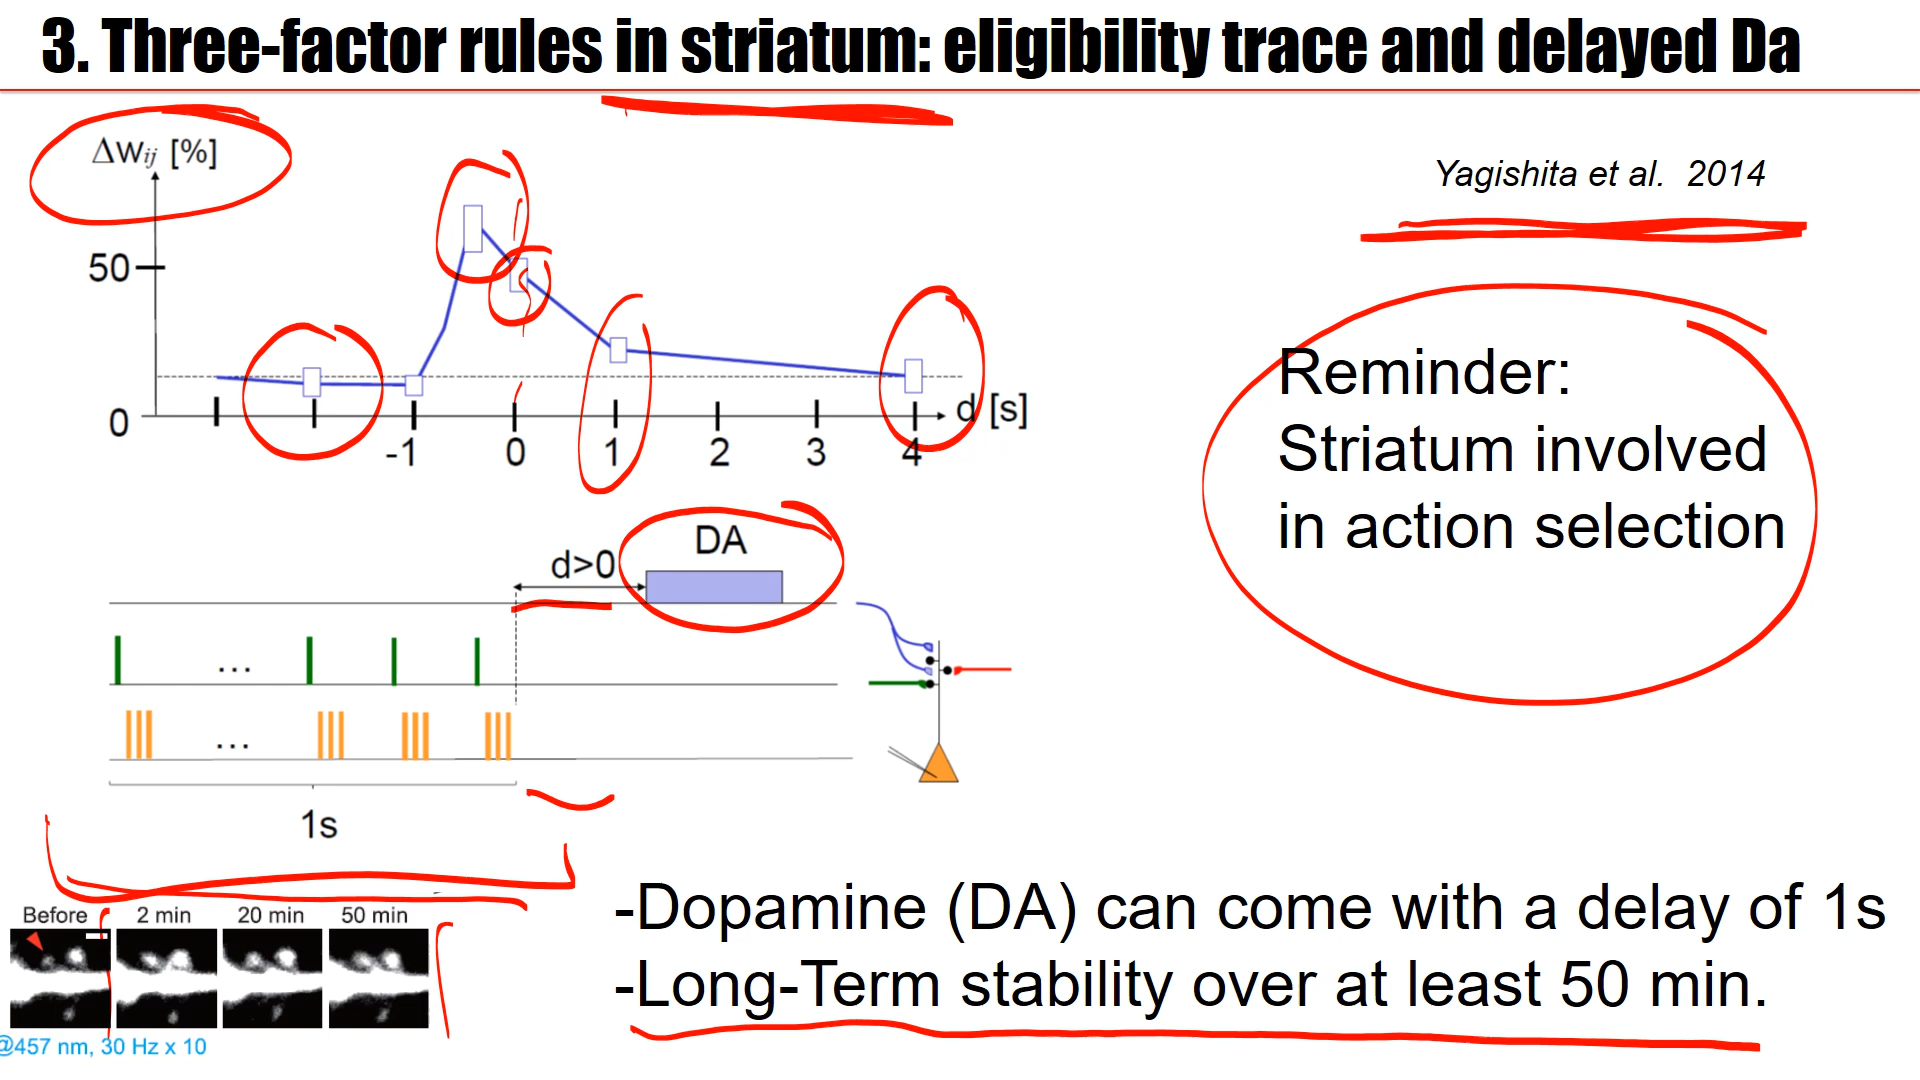 3. Three-factor rules in striatum: eligibility trace and delayed Da
Δwij [%]
Yagishita et al. 2014
50
0
-1 0 1 2 3 4
d [s]
Reminder:
Striatum involved
in action selection
DA
d>0
...
...
1s
Before 2 min 20 min 50 min
@457 nm, 30 Hz x 10
-Dopamine (DA) can come with a delay of 1s
-Long-Term stability over at least 50 min.